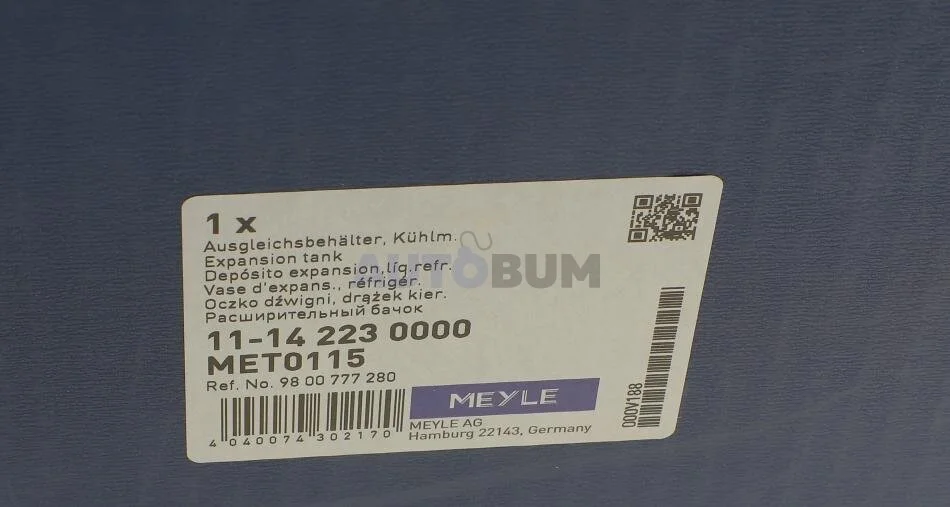 1 x
Ausgleichsbehälter, Kühlm.
Expansion tank
Depósito expansion,líq.refr.
Vase d'expans., réfriger.
Oczko dźwigni, drążek kier.
Расширительный бачок
11-14 223 0000
MET0115
Ref. No. 98 00 777 280
4 040074 302170
MEYLE
MEYLE AG
Hamburg 22143, Germany
000V188
AUTOBUM